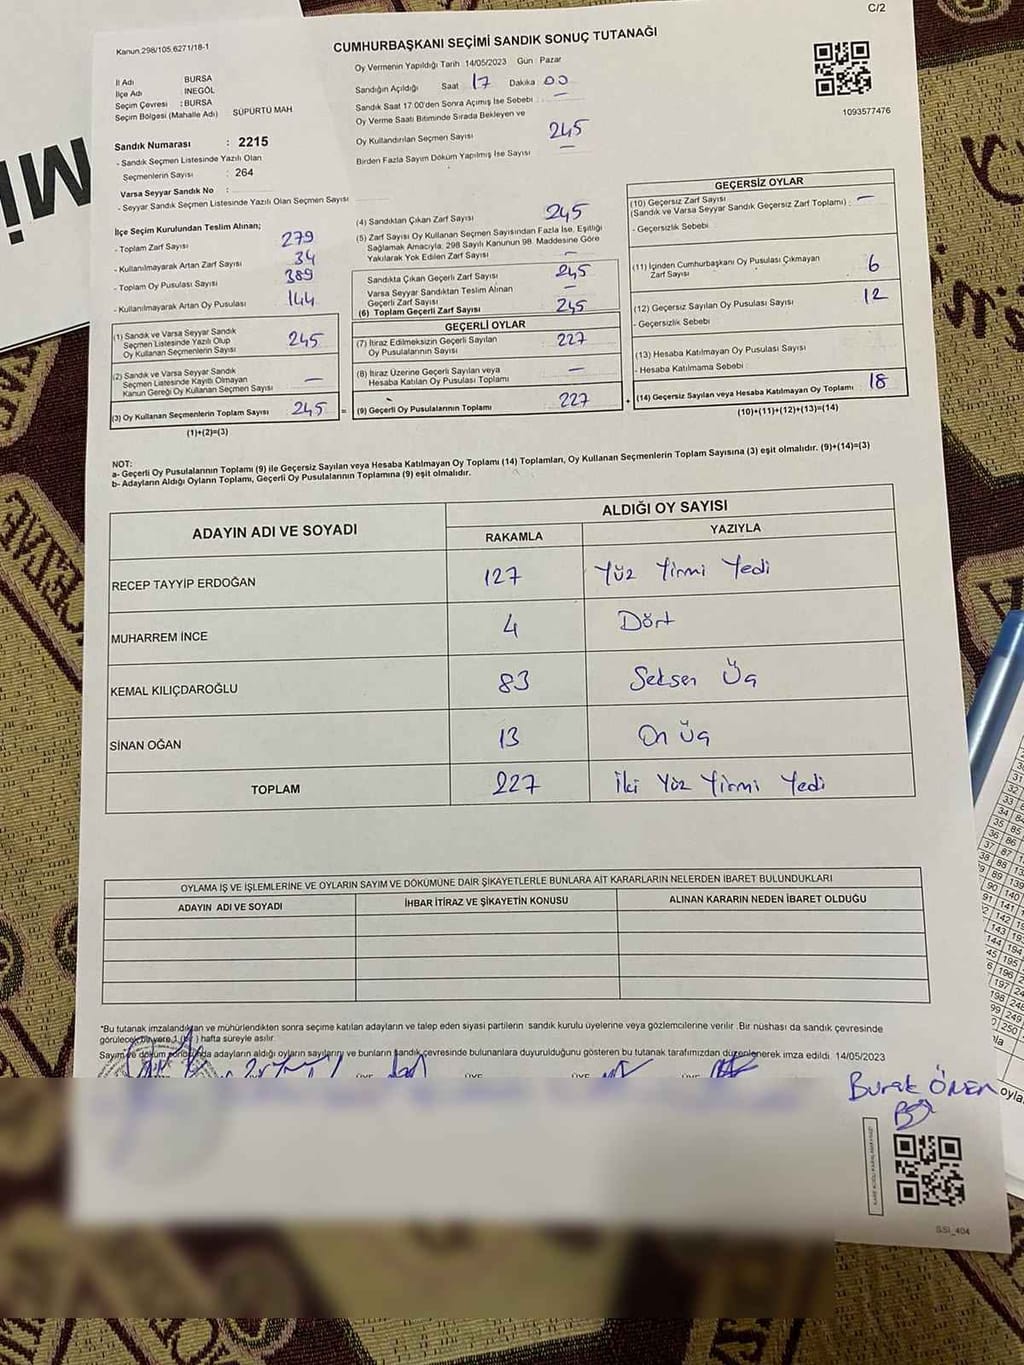 C/2
Kanun.298/105 6271/18-1
CUMHURBAŞKANI SEÇİMİ SANDIK SONUÇ TUTANAĞI
İl Adı BURSA
İlçe Adı İNEGÖL
Seçim Çevresi : BURSA
Seçim Bölgesi (Mahalle Adı) SÜPÜRTÜ MAH
Sandık Numarası : 2215
- Sandık Seçmen Listesinde Yazılı Olan
Seçmenlerin Sayısı : 264
Varsa Seyyar Sandık No :
- Seyyar Sandık Seçmen Listesinde Yazılı Olan Seçmen Sayısı
Oy Vermenin Yapıldığı Tarih 14/05/2023 Gün Pazar
Sandığın Açıldığı Saat 17 Dakika 00
Sandık Saat 17:00'den Sonra Açımış İse Sebebi : —
Oy Verme Saati Bitiminde Sırada Bekleyen ve
Oy Kullandırılan Seçmen Sayısı 245
Birden Fazla Sayım Döküm Yapılmış İse Sayısı —
1093577476
İlçe Seçim Kurulundan Teslim Alınan;
- Toplam Zarf Sayısı 279
- Kullanılmayarak Artan Zarf Sayısı 34
- Toplam Oy Pusulası Sayısı 389
- Kullanılmayarak Artan Oy Pusulası 144
(1) Sandık ve Varsa Seyyar Sandık
Seçmen Listesinde Yazılı Olup
Oy Kullanan Seçmenlerin Sayısı 245
(2) Sandık ve Varsa Seyyar Sandık
Seçmen Listesinde Kayıtlı Olmayan
Kanun Gereği Oy Kullanan Seçmen Sayısı —
(3) Oy Kullanan Seçmenlerin Toplam Sayısı 245 =
(1)+(2)=(3)
(4) Sandıktan Çıkan Zarf Sayısı 245
(5) Zarf Sayısı Oy Kullanan Seçmen Sayısından Fazla İse, Eşitliği
Sağlamak Amacıyla; 298 Sayılı Kanunun 98. Maddesine Göre
Yakılarak Yok Edilen Zarf Sayısı —
Sandıkta Çıkan Geçerli Zarf Sayısı 245
Varsa Seyyar Sandıktan Teslim Alınan
Geçerli Zarf Sayısı —
(6) Toplam Geçerli Zarf Sayısı 245
GEÇERLİ OYLAR
(7) İtiraz Edilmeksizin Geçerli Sayılan
Oy Pusulalarının Sayısı 227
(8) İtiraz Üzerine Geçerli Sayılan veya
Hesaba Katılan Oy Pusulası Toplamı —
(9) Geçerli Oy Pusulalarının Toplamı 227 +
GEÇERSİZ OYLAR
(10) Geçersiz Zarf Sayısı
(Sandık ve Varsa Seyyar Sandık Geçersiz Zarf Toplamı) : —
- Geçersizlik Sebebi
(11) İçinden Cumhurbaşkanı Oy Pusulası Çıkmayan
Zarf Sayısı 6
(12) Geçersiz Sayılan Oy Pusulası Sayısı 12
- Geçersizlik Sebebi
(13) Hesaba Katılmayan Oy Pusulası Sayısı
- Hesaba Katılmama Sebebi
(14) Geçersiz Sayılan veya Hesaba Katılmayan Oy Toplamı 18
(10)+(11)+(12)+(13)=(14)
NOT:
a- Geçerli Oy Pusulalarının Toplamı (9) ile Geçersiz Sayılan veya Hesaba Katılmayan Oy Toplamı (14) Toplamları, Oy Kullanan Seçmenlerin Toplam Sayısına (3) eşit olmalıdır. (9)+(14)=(3)
b- Adayların Aldığı Oyların Toplamı, Geçerli Oy Pusulalarının Toplamına (9) eşit olmalıdır.
ADAYIN ADI VE SOYADI ALDIĞI OY SAYISI
RAKAMLA YAZIYLA
RECEP TAYYİP ERDOĞAN 127 Yüz Yirmi Yedi
MUHARREM İNCE 4 Dört
KEMAL KILIÇDAROĞLU 83 Seksen Üç
SİNAN OĞAN 13 On Üç
TOPLAM 227 İki Yüz Yirmi Yedi
OYLAMA İŞ VE İŞLEMLERİNE VE OYLARIN SAYIM VE DÖKÜMÜNE DAİR ŞİKAYETLERLE BUNLARA AİT KARARLARIN NELERDEN İBARET BULUNDUKLARI
ADAYIN ADI VE SOYADI İHBAR İTİRAZ VE ŞİKAYETİN KONUSU ALINAN KARARIN NEDEN İBARET OLDUĞU
*Bu tutanak imzalandıktan ve mühürlendikten sonra seçime katılan adayların ve talep eden siyasi partilerin sandık kurulu üyelerine veya gözlemcilerine verilir .Bir nüshası da sandık çevresinde
görülecek bir yere 1 (bir) hafta süreyle asılır.
Sayım ve döküm sonunda adayların aldığı oyların sayılarını ve bunların sandık çevresinde bulunanlara duyurulduğunu gösteren bu tutanak tarafımızdan düzenlenerek imza edildi. 14/05/2023
Burak ÖNEN
SSI_404